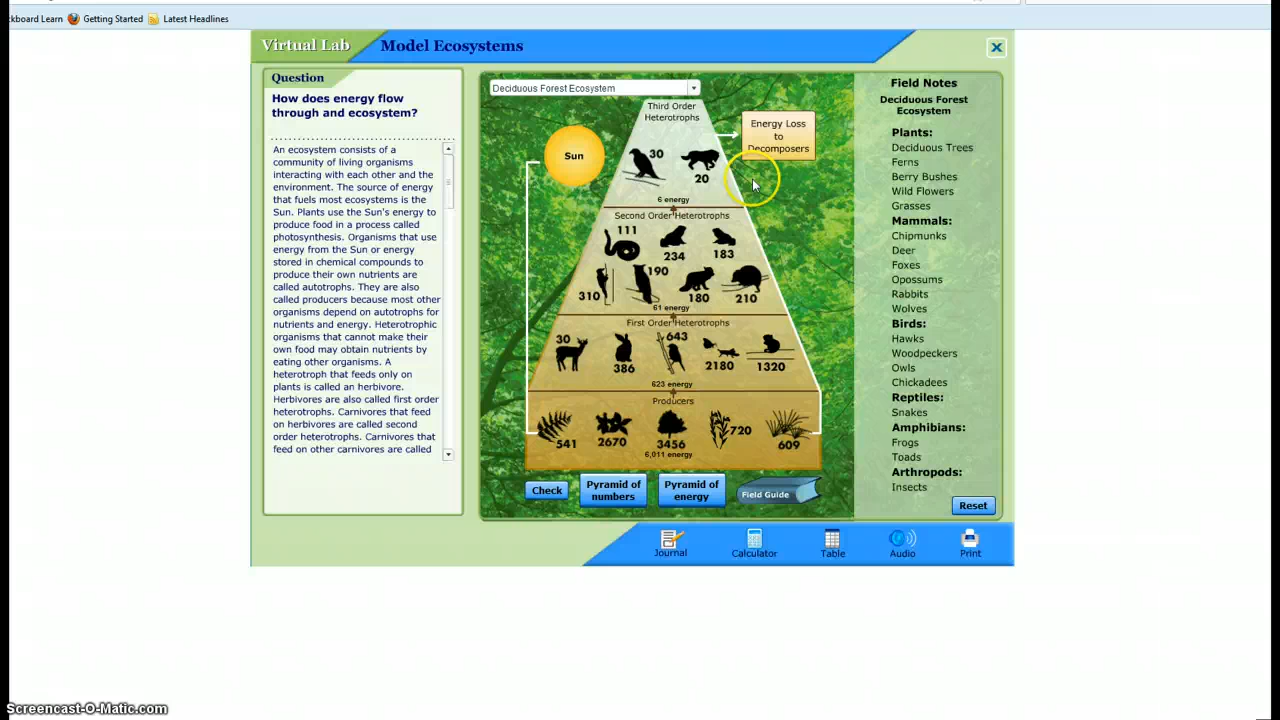 ckboard Learn Getting Started Latest Headlines
Virtual Lab Model Ecosystems
Question
How does energy flow
through and ecosystem?
An ecosystem consists of a
community of living organisms
interacting with each other and the
environment. The source of energy
that fuels most ecosystems is the
Sun. Plants use the Sun's energy to
produce food in a process called
photosynthesis. Organisms that use
energy from the Sun or energy
stored in chemical compounds to
produce their own nutrients are
called autotrophs. They are also
called producers because most other
organisms depend on autotrophs for
nutrients and energy. Heterotrophic
organisms that cannot make their
own food may obtain nutrients by
eating other organisms. A
heterotroph that feeds only on
plants is called an herbivore.
Herbivores are also called first order
heterotrophs. Carnivores that feed
on herbivores are called second
order heterotrophs. Carnivores that
feed on other carnivores are called
Deciduous Forest Ecosystem
Third Order
Heterotrophs
Sun
Energy Loss
to
Decomposers
30
20
6 energy
Second Order Heterotrophs
111
234
183
310
190
180
210
61 energy
First Order Heterotrophs
30
386
643
2180
1320
623 energy
Producers
541
2670
3456
720
609
6,011 energy
Check
Pyramid of
numbers
Pyramid of
energy
Field Guide
Field Notes
Deciduous Forest
Ecosystem
Plants:
Deciduous Trees
Ferns
Berry Bushes
Wild Flowers
Grasses
Mammals:
Chipmunks
Deer
Foxes
Opossums
Rabbits
Wolves
Birds:
Hawks
Woodpeckers
Owls
Chickadees
Reptiles:
Snakes
Amphibians:
Frogs
Toads
Arthropods:
Insects
Reset
Journal
Calculator
Table
Audio
Print
Screencast-O-Matic.com